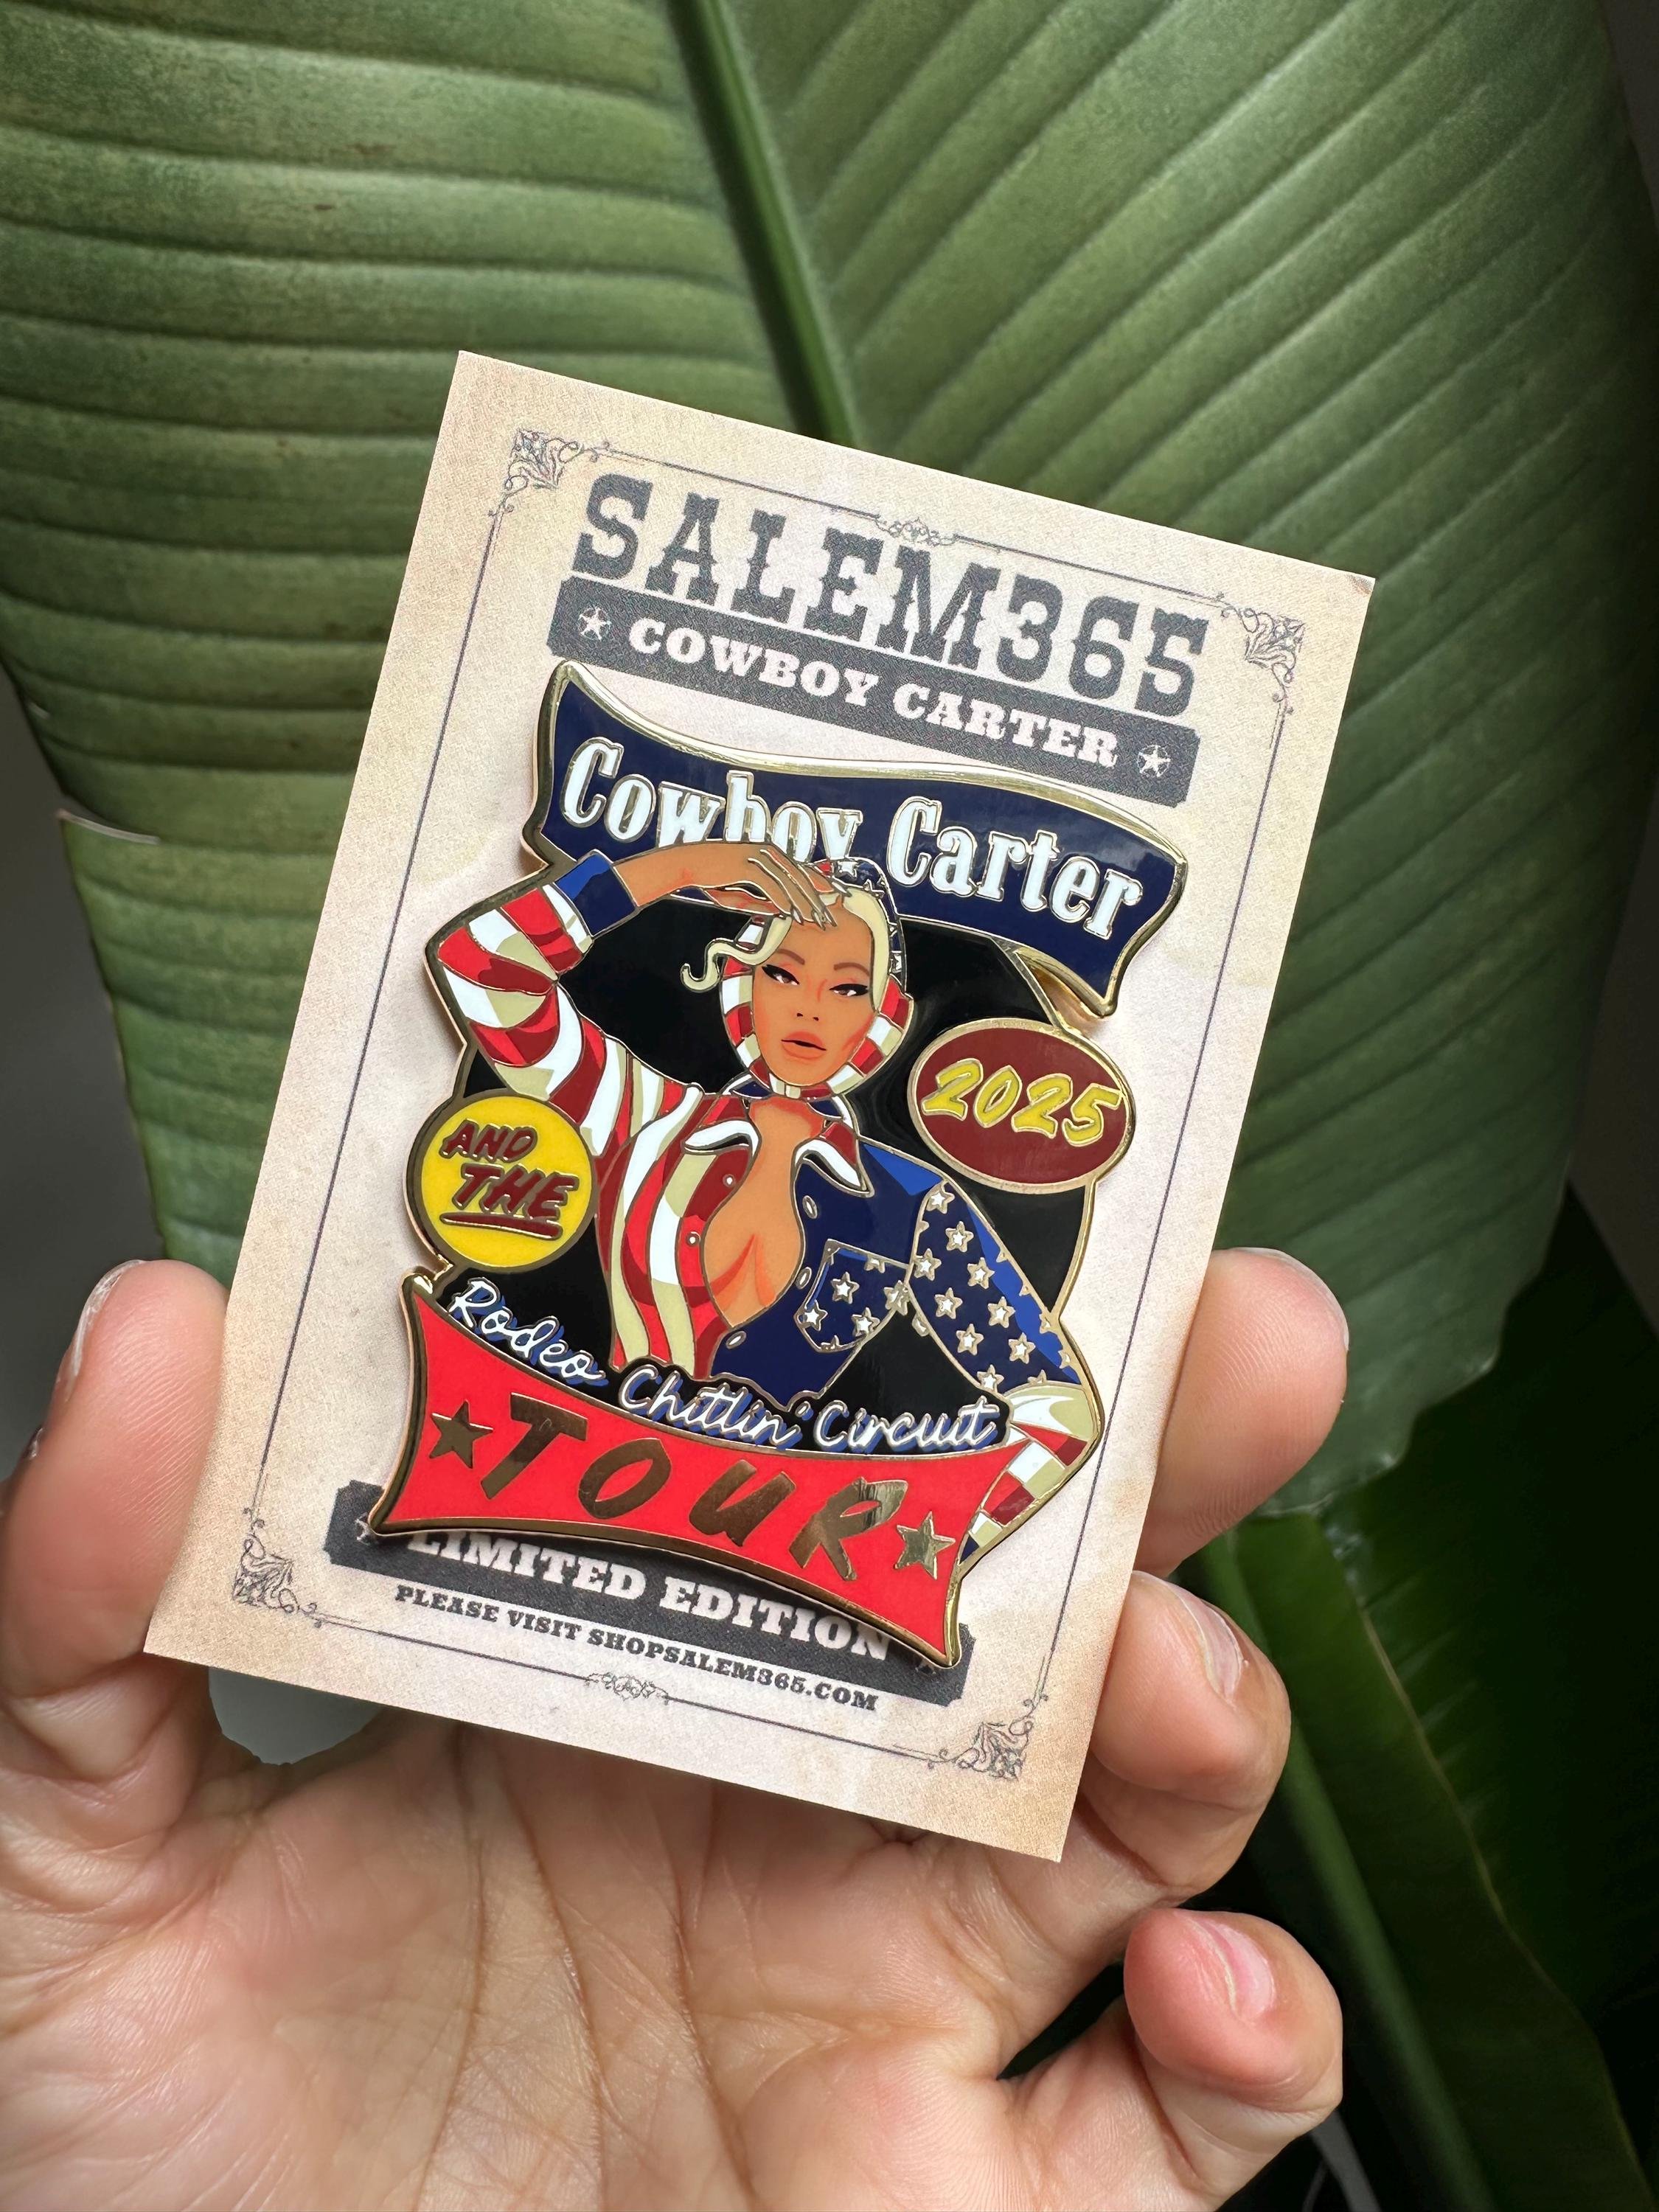 SALEM365
COWBOY CARTER
Cowboy Carter
2025
AND
THE
Rodeo Chitlin' Circuit
TOUR
LIMITED EDITION
PLEASE VISIT SHOPSALEM365.COM